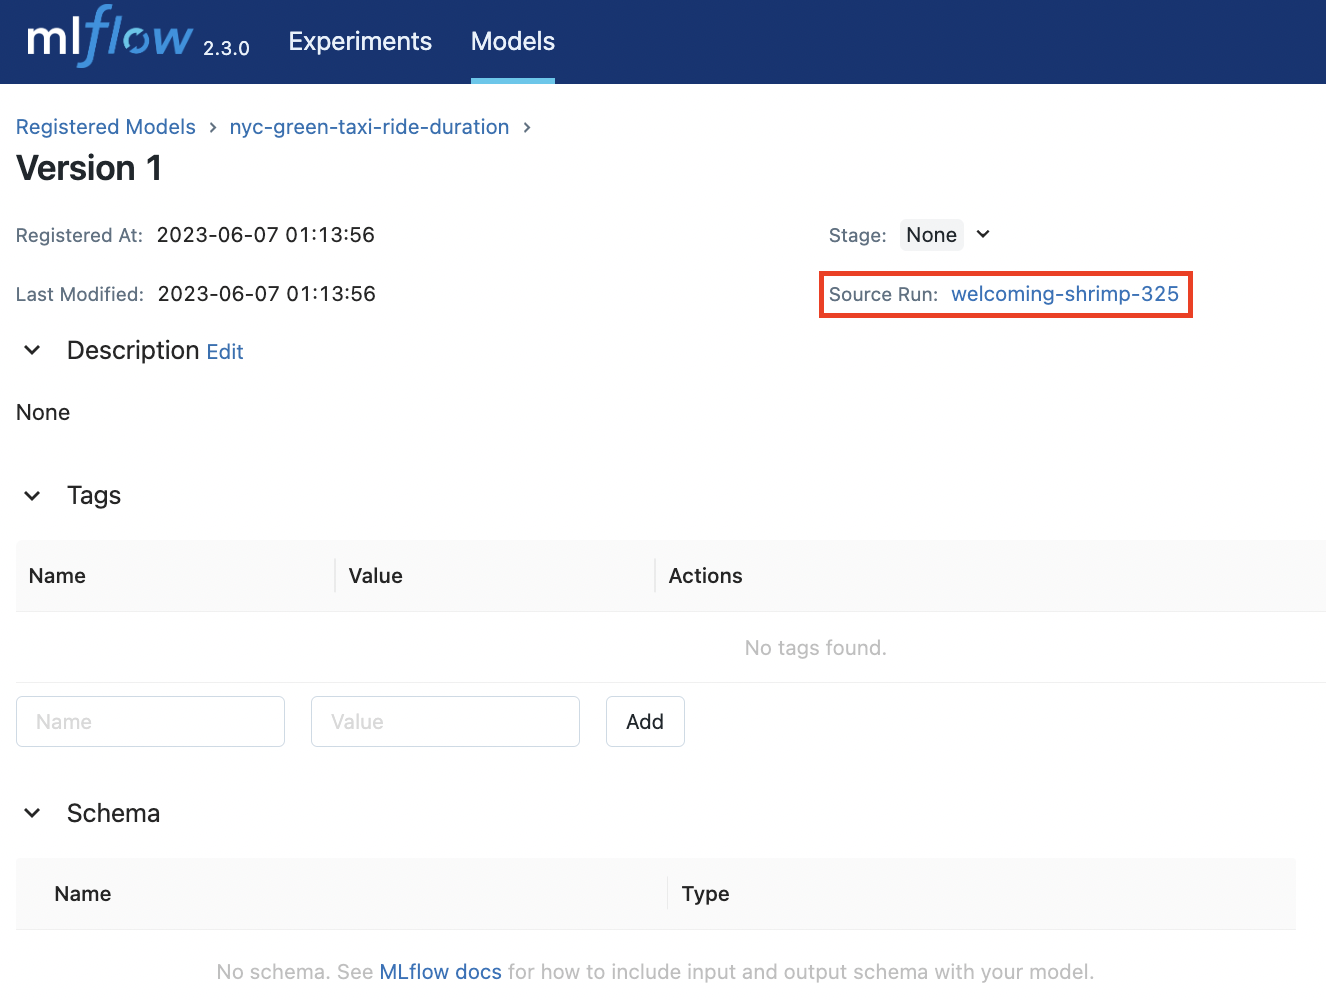 mlflow 2.3.0 Experiments Models
Registered Models > nyc-green-taxi-ride-duration >
Version 1
Registered At: 2023-06-07 01:13:56 Stage: None
Last Modified: 2023-06-07 01:13:56 Source Run: welcoming-shrimp-325
Description Edit
None
Tags
Name Value Actions
No tags found.
Name Value Add
Schema
Name Type
No schema. See MLflow docs for how to include input and output schema with your model.